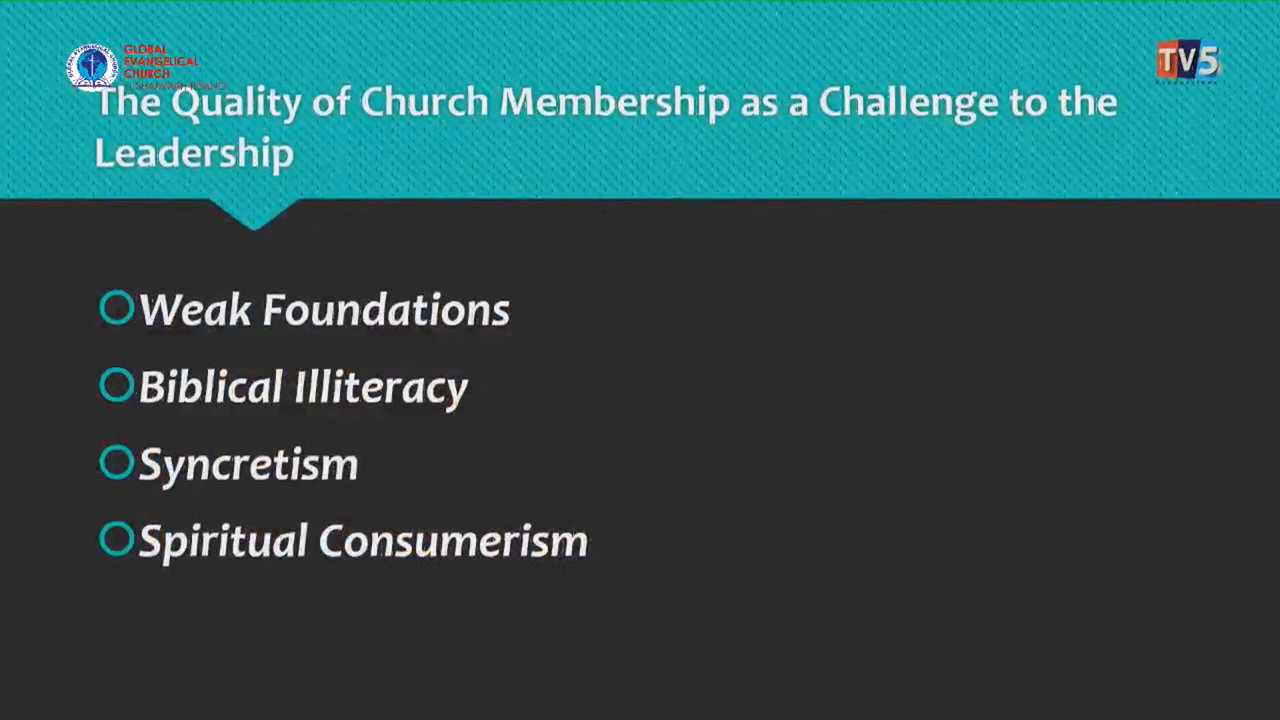 GLOBAL
EVANGELICAL
CHURCH
TV5
The Quality of Church Membership as a Challenge to the
Leadership
Weak Foundations
Biblical Illiteracy
Syncretism
Spiritual Consumerism